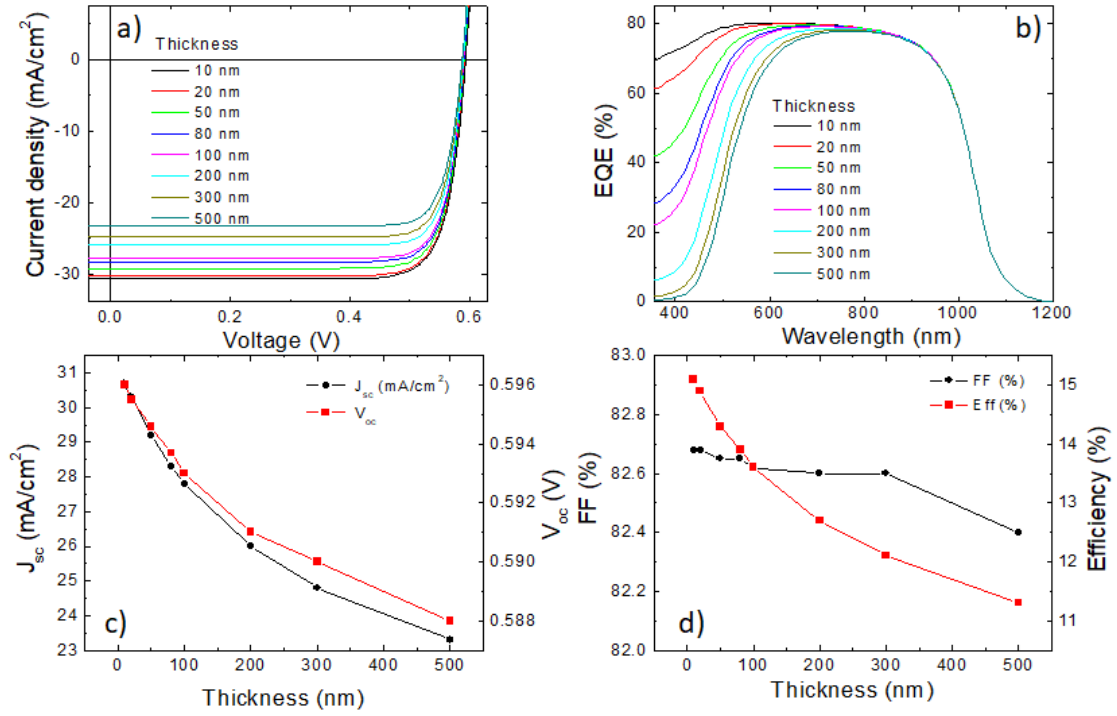 a)
Thickness
10 nm
20 nm
50 nm
80 nm
100 nm
200 nm
300 nm
500 nm
0
-10
-20
-30
Current density (mA/cm²)
0.0
0.2
0.4
0.6
Voltage (V)
b)
Thickness
10 nm
20 nm
50 nm
80 nm
100 nm
200 nm
300 nm
500 nm
80
60
40
20
0
EQE (%)
400
600
800
1000
1200
Wavelength (nm)
c)
Jsc (mA/cm²)
Voc
31
30
29
28
27
26
25
24
23
Jsc (mA/cm²)
0.596
0.594
0.592
0.590
0.588
Voc (V)
0
100
200
300
400
500
Thickness (nm)
d)
FF (%)
Eff (%)
83.0
82.8
82.6
82.4
82.2
82.0
FF (%)
15
14
13
12
11
Efficiency (%)
0
100
200
300
400
500
Thickness (nm)